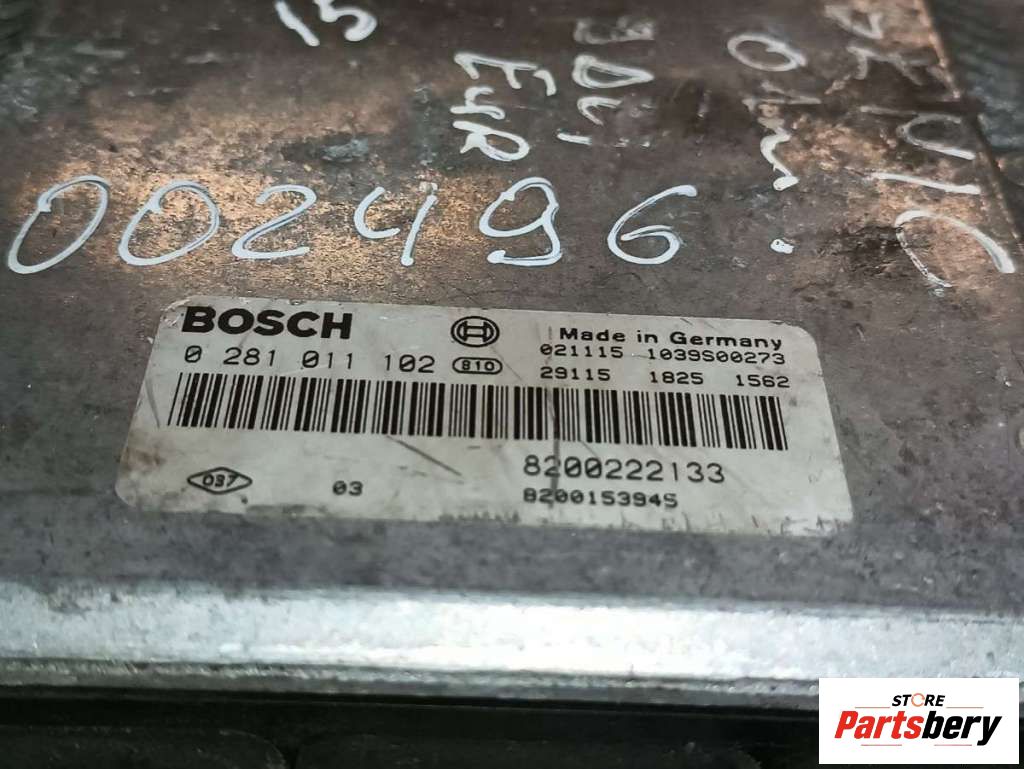 15
002496.
BOSCH
Made in Germany
0 281 011 102 810
021115 1039S00273
29115 1825 1562
037
03
8200222133
8200153945
STORE
Partsbery